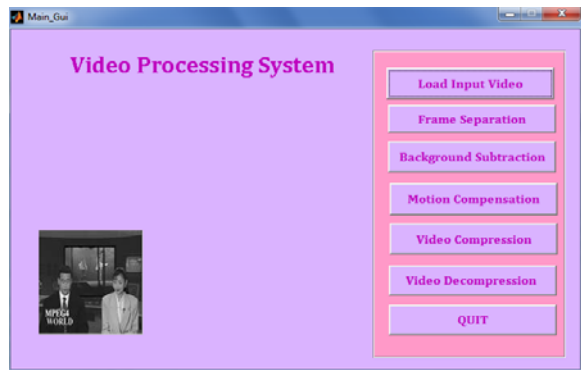 Main_Gui
Video Processing System
Load Input Video
Frame Separation
Background Subtraction
Motion Compensation
Video Compression
Video Decompression
QUIT
MPEG4
WORLD